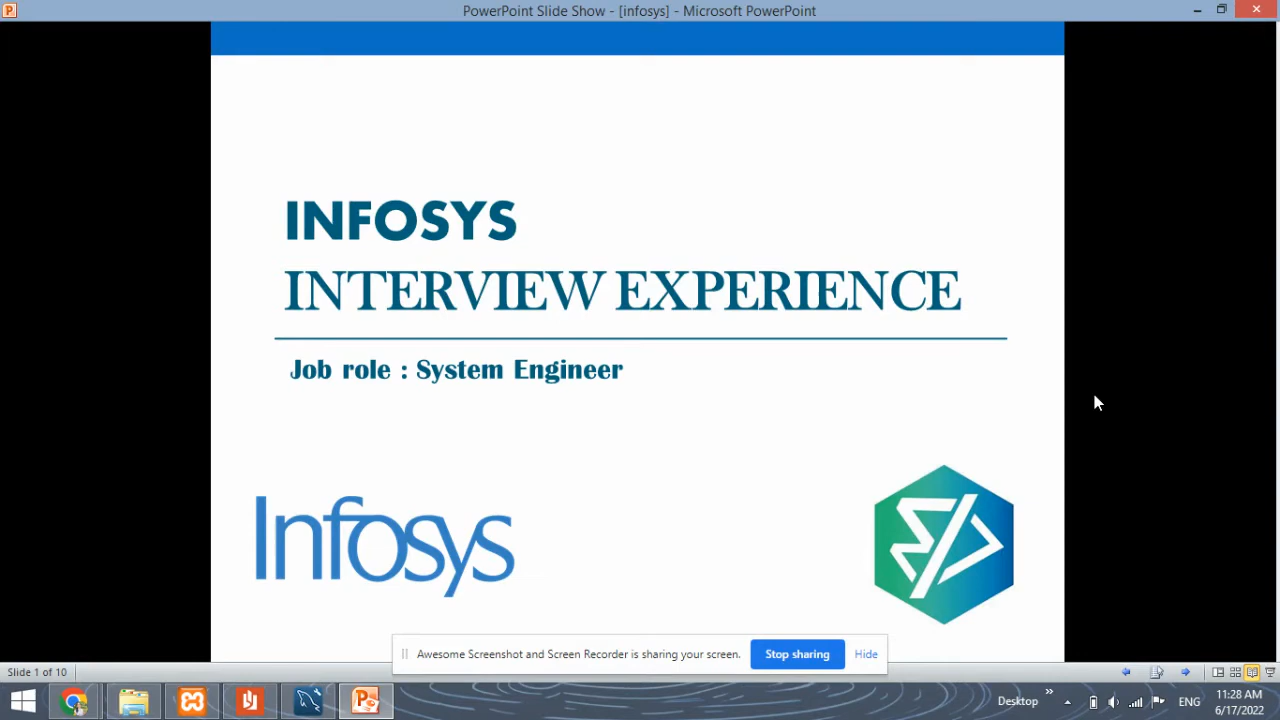 PowerPoint Slide Show - [infosys] - Microsoft PowerPoint
INFOSYS
INTERVIEW EXPERIENCE
Job role : System Engineer
Infosys
Awesome Screenshot and Screen Recorder is sharing your screen.
Stop sharing
Hide
Slide 1 of 10
Desktop
ENG
11:28 AM
6/17/2022